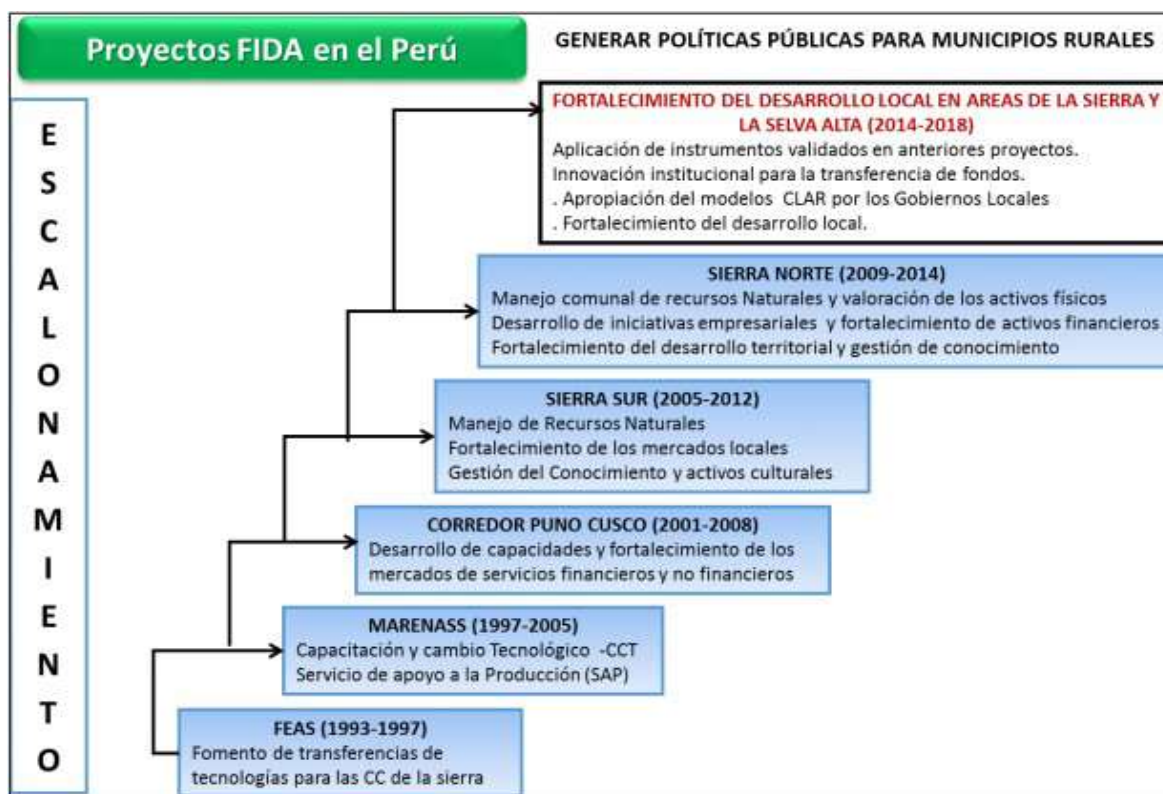 Proyectos FIDA en el Perú
GENERAR POLÍTICAS PÚBLICAS PARA MUNICIPIOS RURALES
ESCALONAMIENTO
FORTALECIMIENTO DEL DESARROLLO LOCAL EN AREAS DE LA SIERRA Y
LA SELVA ALTA (2014-2018)
Aplicación de instrumentos validados en anteriores proyectos.
Innovación institucional para la transferencia de fondos.
. Apropiación del modelos CLAR por los Gobiernos Locales
. Fortalecimiento del desarrollo local.
SIERRA NORTE (2009-2014)
Manejo comunal de recursos Naturales y valoración de los activos físicos
Desarrollo de iniciativas empresariales y fortalecimiento de activos financieros
Fortalecimiento del desarrollo territorial y gestión de conocimiento
SIERRA SUR (2005-2012)
Manejo de Recursos Naturales
Fortalecimiento de los mercados locales
Gestión del Conocimiento y activos culturales
CORREDOR PUNO CUSCO (2001-2008)
Desarrollo de capacidades y fortalecimiento de los
mercados de servicios financieros y no financieros
MARENASS (1997-2005)
Capacitación y cambio Tecnológico -CCT
Servicio de apoyo a la Producción (SAP)
FEAS (1993-1997)
Fomento de transferencias de
tecnologías para las CC de la sierra